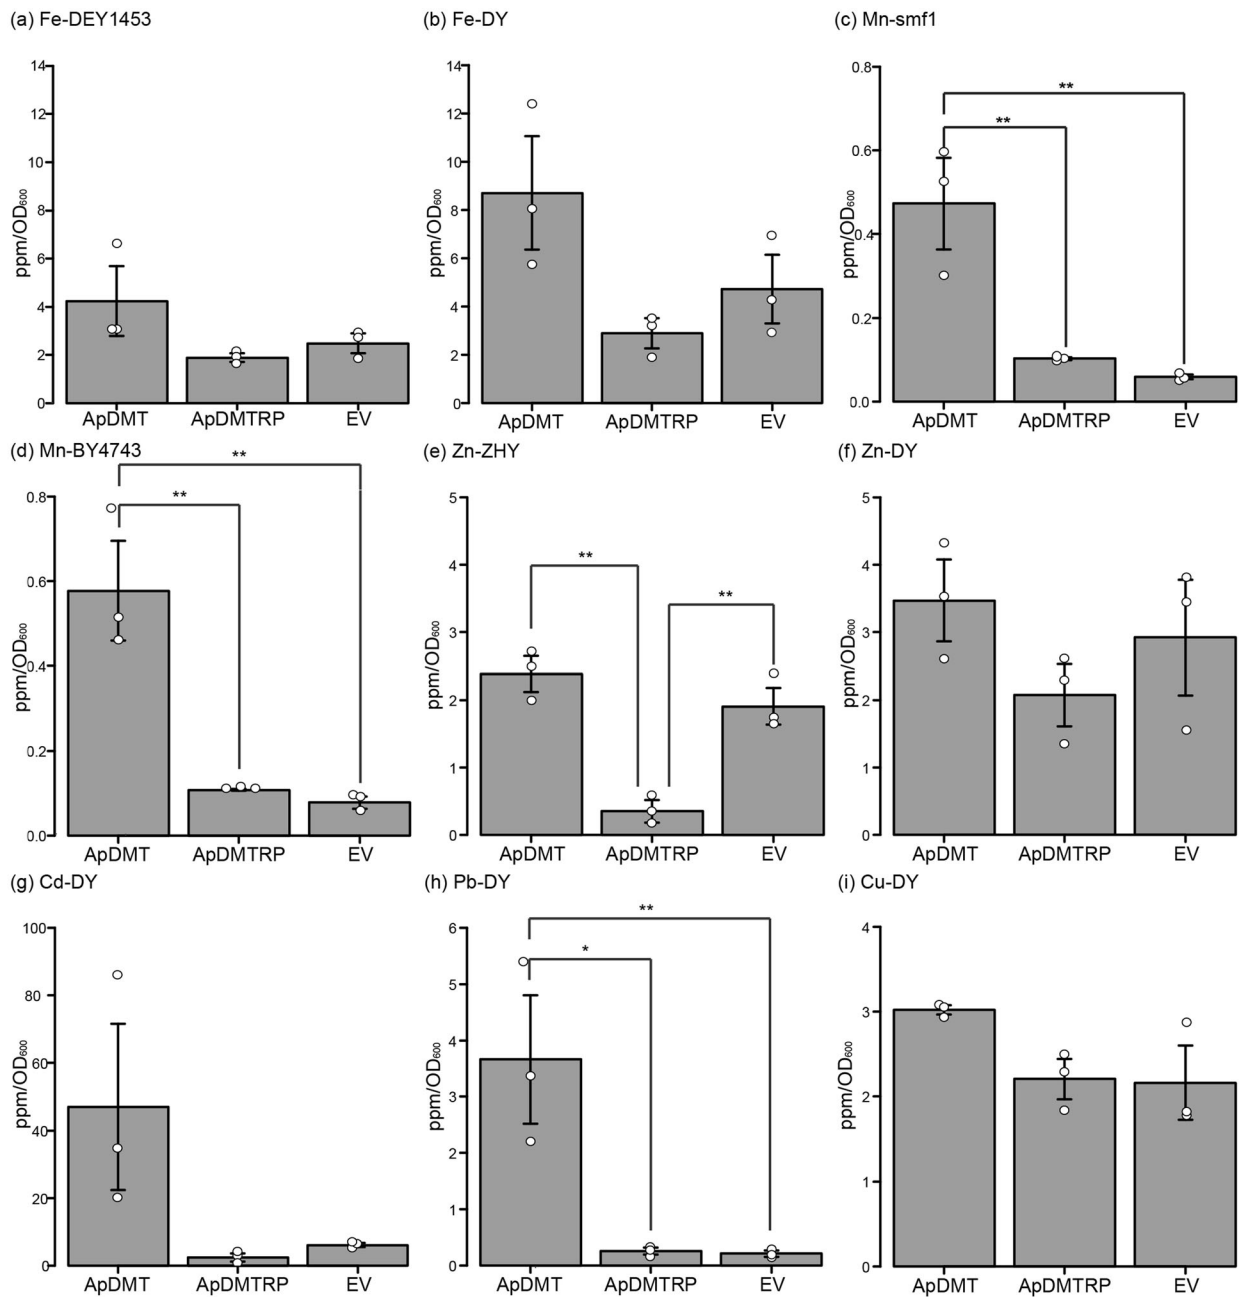 (a) Fe-DEY1453
ppm/OD600
14
12
10
8
6
4
2
0
ApDMT ApDMTRP EV
(b) Fe-DY
ppm/OD600
14
12
10
8
6
4
2
0
ApDMT ApDMTRP EV
(c) Mn-smf1
ppm/OD600
0.8
0.6
0.4
0.2
0.0
**
**
ApDMT ApDMTRP EV
(d) Mn-BY4743
ppm/OD600
0.8
0.6
0.4
0.2
0.0
**
**
ApDMT ApDMTRP EV
(e) Zn-ZHY
ppm/OD600
5
4
3
2
1
0
**
**
ApDMT ApDMTRP EV
(f) Zn-DY
ppm/OD600
5
4
3
2
1
0
ApDMT ApDMTRP EV
(g) Cd-DY
ppm/OD600
100
80
60
40
20
0
ApDMT ApDMTRP EV
(h) Pb-DY
ppm/OD600
6
5
4
3
2
1
0
**
*
ApDMT ApDMTRP EV
(i) Cu-DY
ppm/OD600
4
3
2
1
0
ApDMT ApDMTRP EV